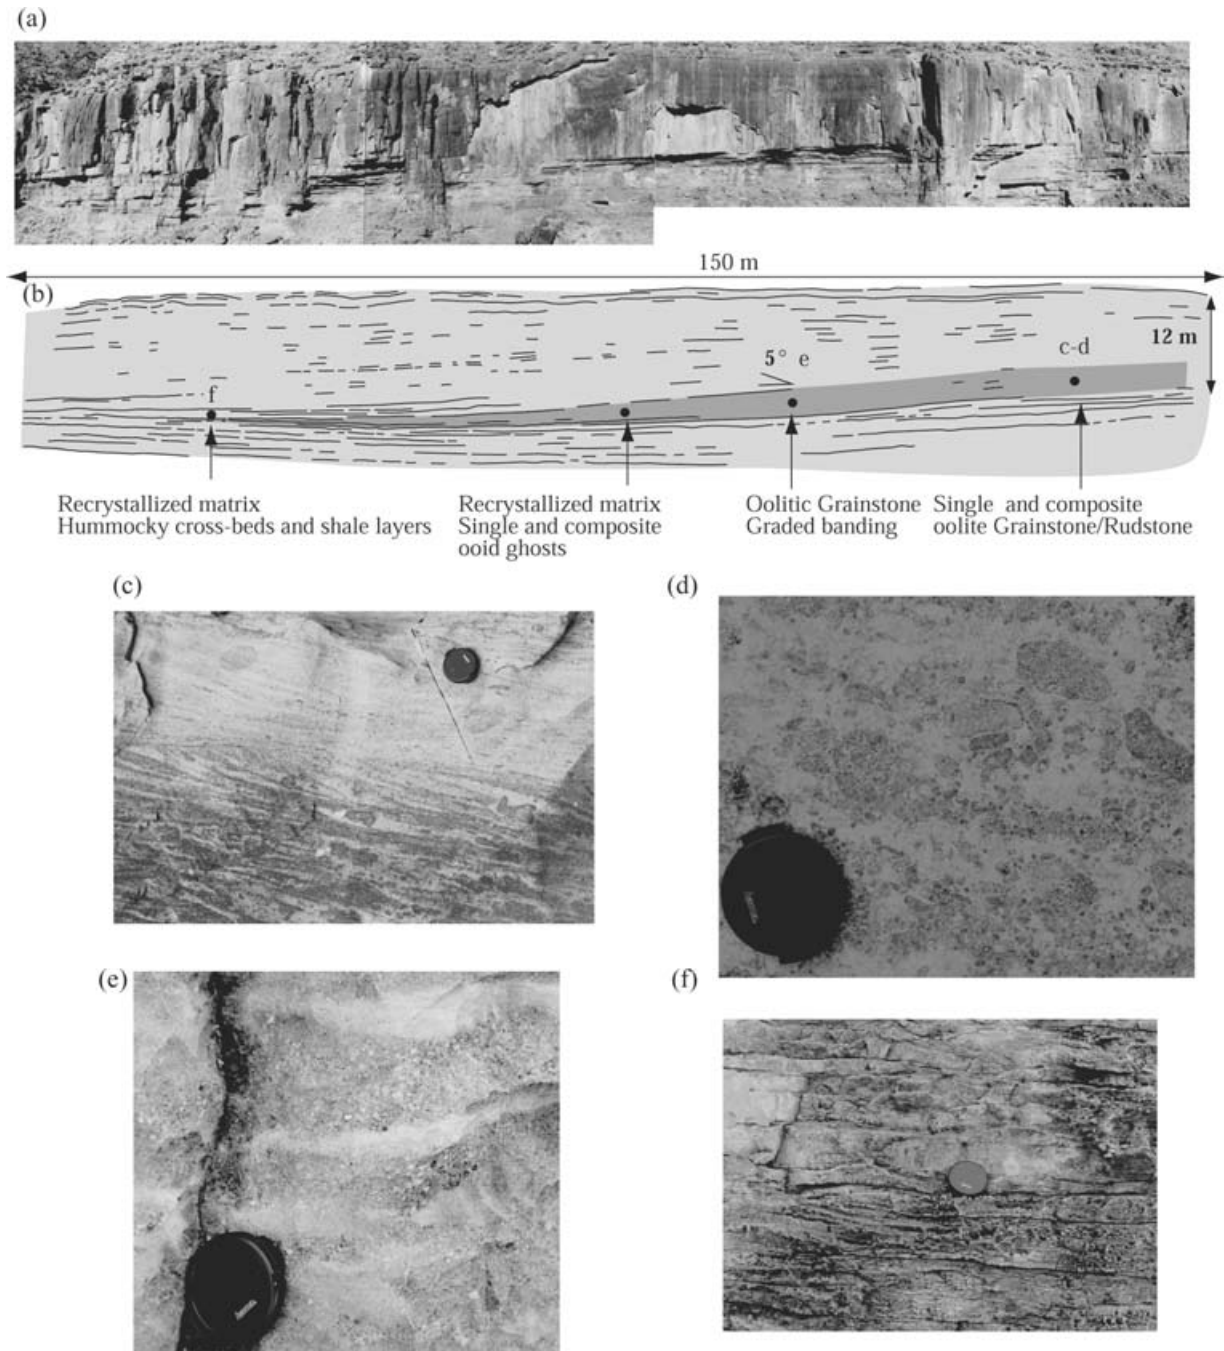 (a)
150 m
(b)
12 m
c-d
5° e
f
Recrystallized matrix
Hummocky cross-beds and shale layers
Recrystallized matrix
Single and composite
ooid ghosts
Oolitic Grainstone
Graded banding
Single and composite
oolite Grainstone/Rudstone
(c)
(d)
(e)
(f)